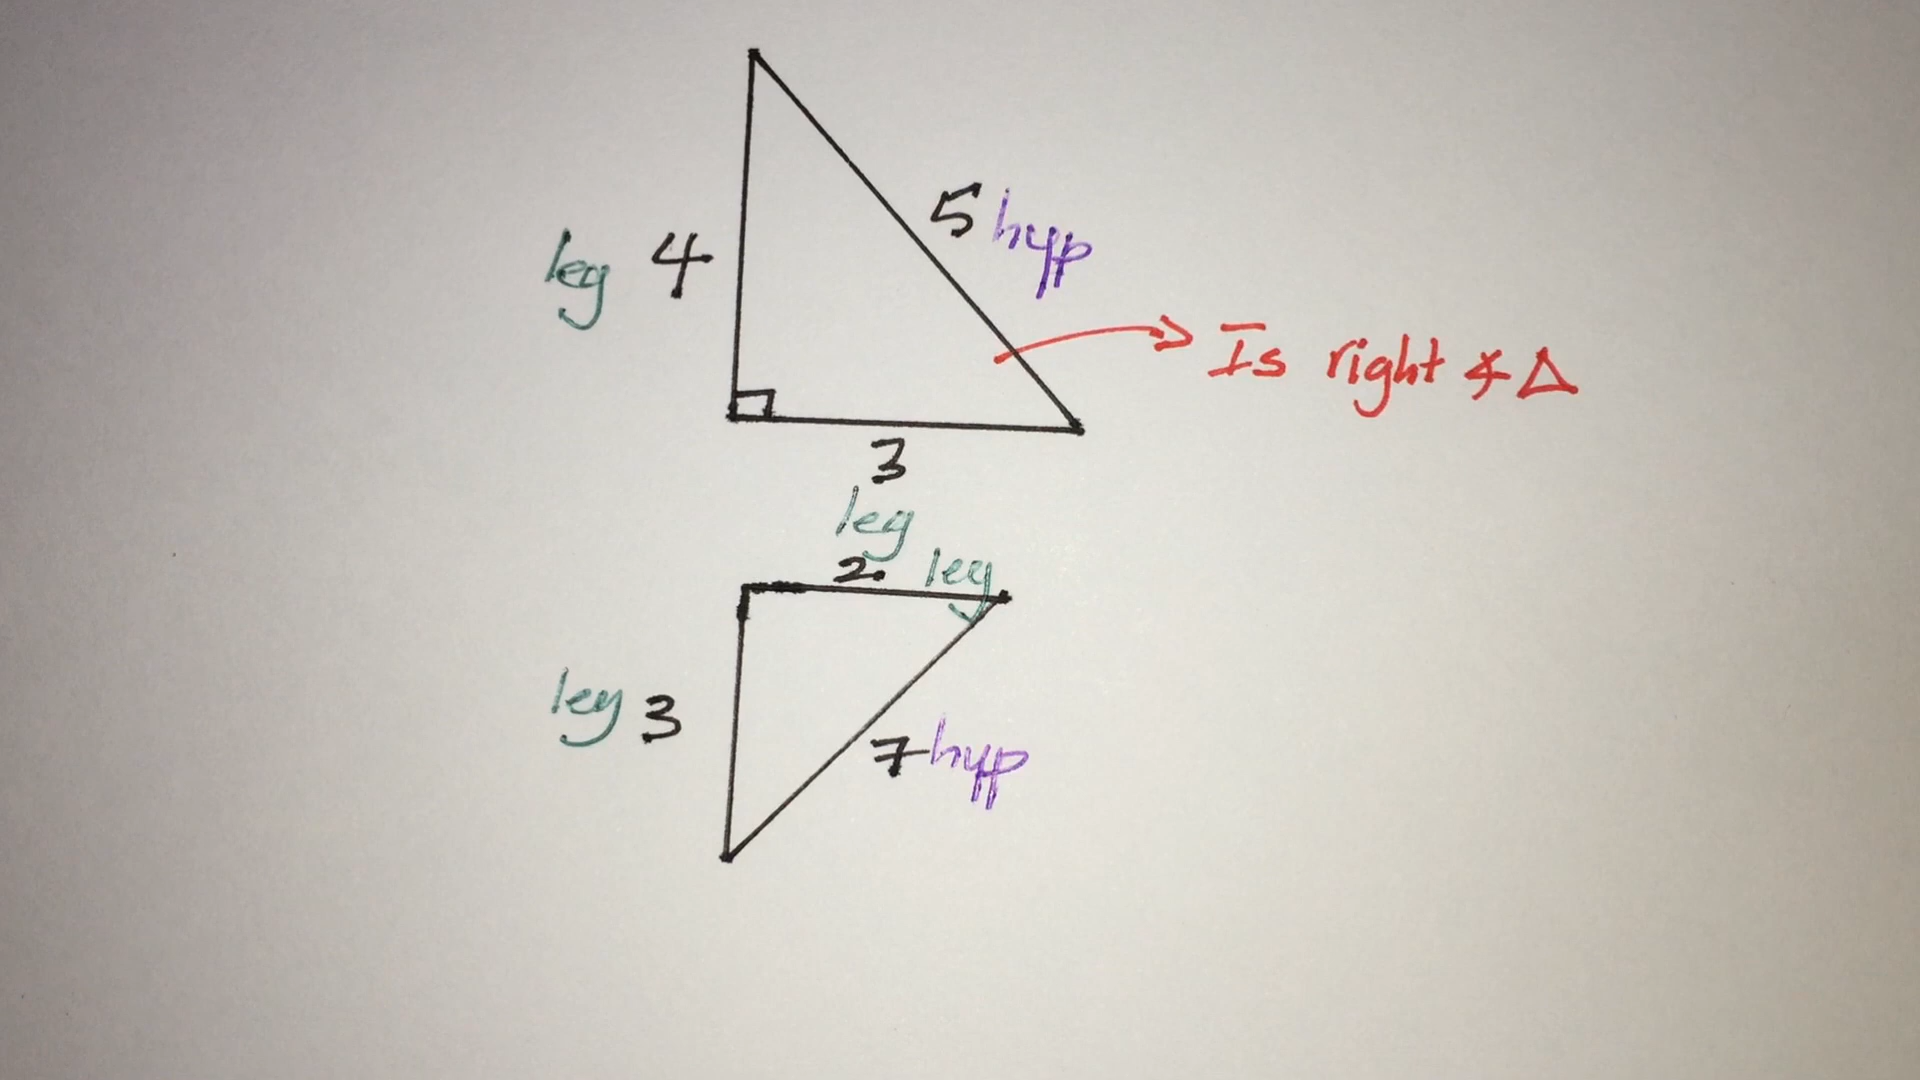 5 hyp
leg 4
Is right ∡ Δ
3
leg
2. leg
leg 3
7 hyp